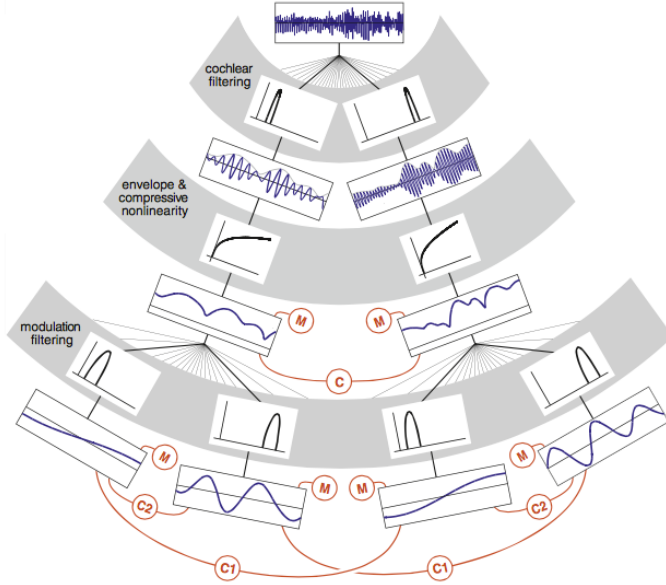 cochlear
filtering
envelope &
compressive
nonlinearity
M
M
modulation
filtering
C
M
M
M
M
C2
C2
C1
C1